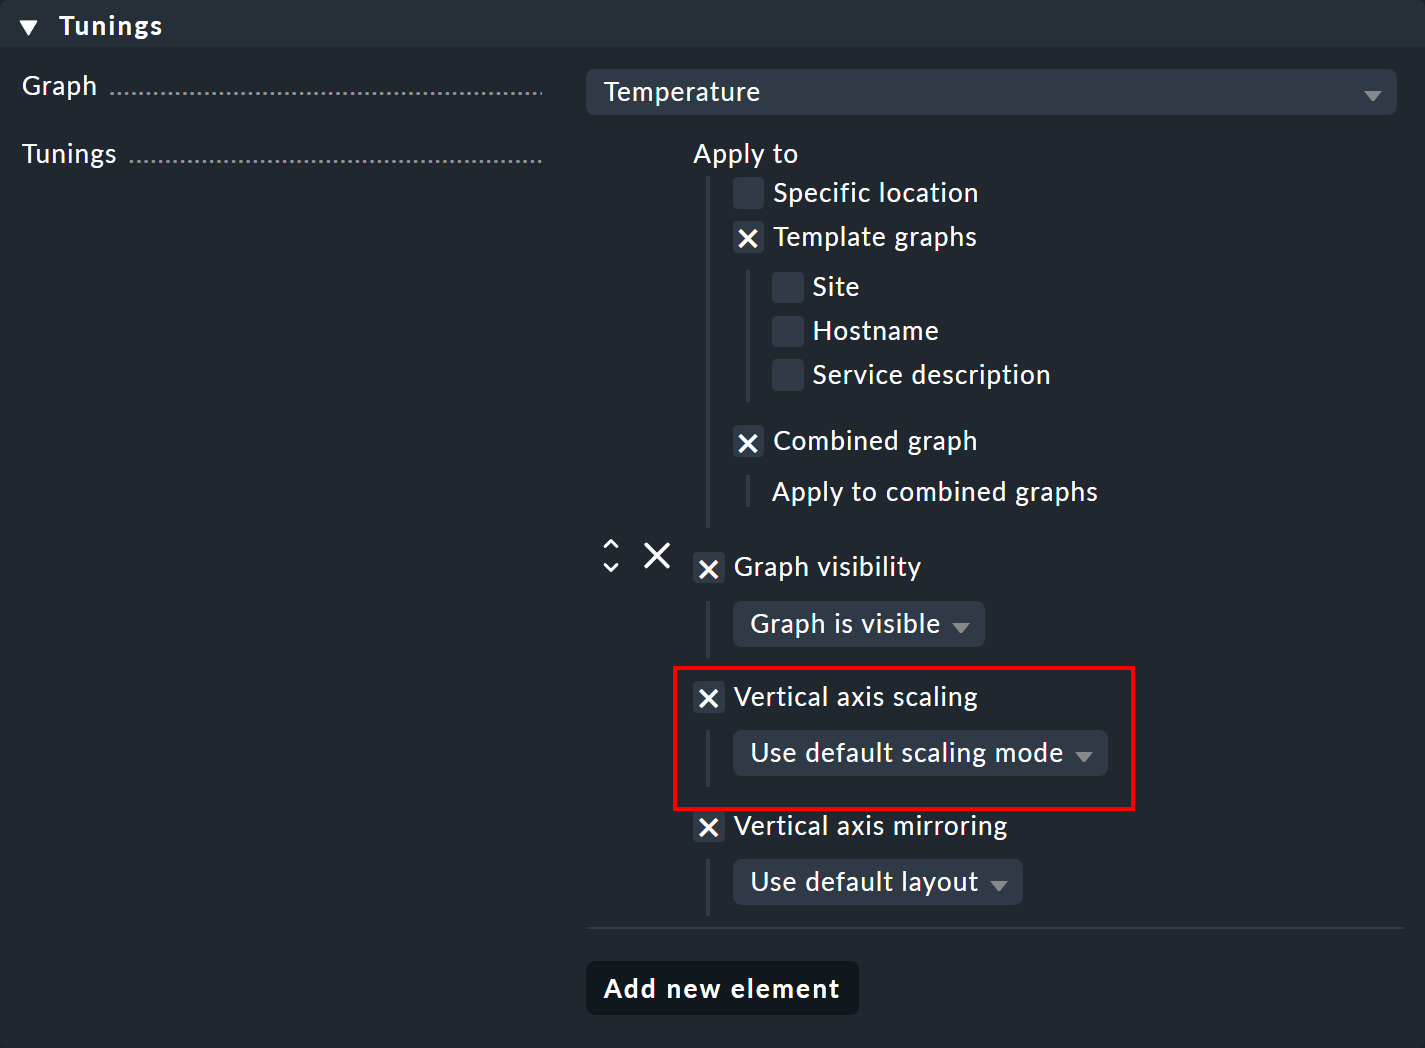 Tunings
Graph
Temperature
Tunings
Apply to
Specific location
Template graphs
Site
Hostname
Service description
Combined graph
Apply to combined graphs
Graph visibility
Graph is visible
Vertical axis scaling
Use default scaling mode
Vertical axis mirroring
Use default layout
Add new element